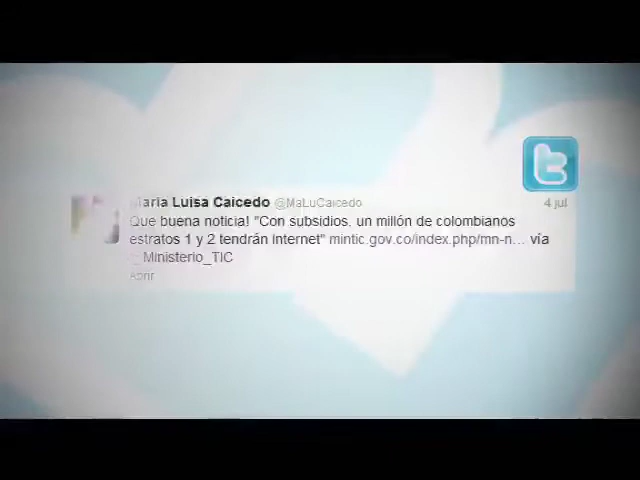 Maria Luisa Caicedo @MaLuCaicedo 4 jul
Que buena noticia! "Con subsidios, un millón de colombianos
estratos 1 y 2 tendrán Internet" mintic.gov.co/index.php/mn-n... vía
@Ministerio_TIC
Abrir